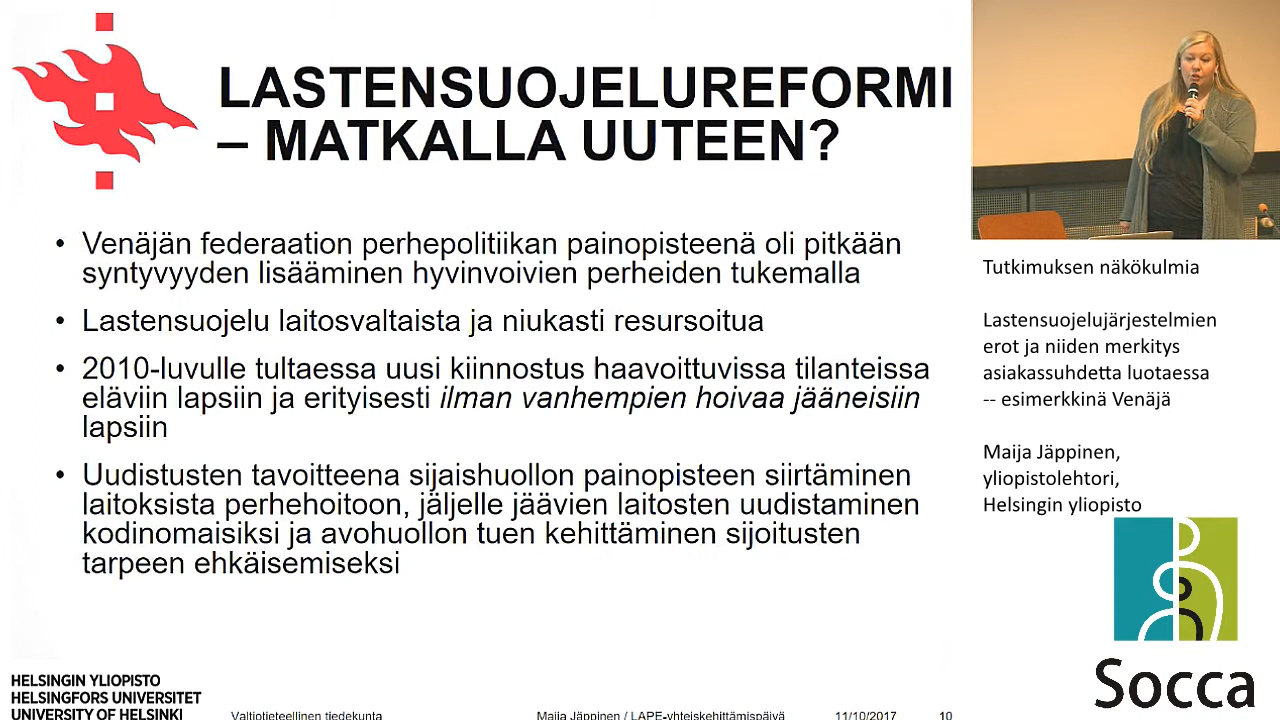 LASTENSUOJELUREFORMI
– MATKALLA UUTEEN?
• Venäjän federaation perhepolitiikan painopisteenä oli pitkään
syntyvyyden lisääminen hyvinvoivien perheiden tukemalla
• Lastensuojelu laitosvaltaista ja niukasti resursoitua
• 2010-luvulle tultaessa uusi kiinnostus haavoittuvissa tilanteissa
eläviin lapsiin ja erityisesti ilman vanhempien hoivaa jääneisiin
lapsiin
• Uudistusten tavoitteena sijaishuollon painopisteen siirtäminen
laitoksista perhehoitoon, jäljelle jäävien laitosten uudistaminen
kodinomaisiksi ja avohuollon tuen kehittäminen sijoitusten
tarpeen ehkäisemiseksi
HELSINGIN YLIOPISTO
HELSINGFORS UNIVERSITET
UNIVERSITY OF HELSINKI
Valtiotieteellinen tiedekunta
Maija Jäppinen / LAPE-yhteiskehittämispäivä
11/10/2017
10
Tutkimuksen näkökulmia
Lastensuojelujärjestelmien
erot ja niiden merkitys
asiakassuhdetta luotaessa
-- esimerkkinä Venäjä
Maija Jäppinen,
yliopistolehtori,
Helsingin yliopisto
Socca